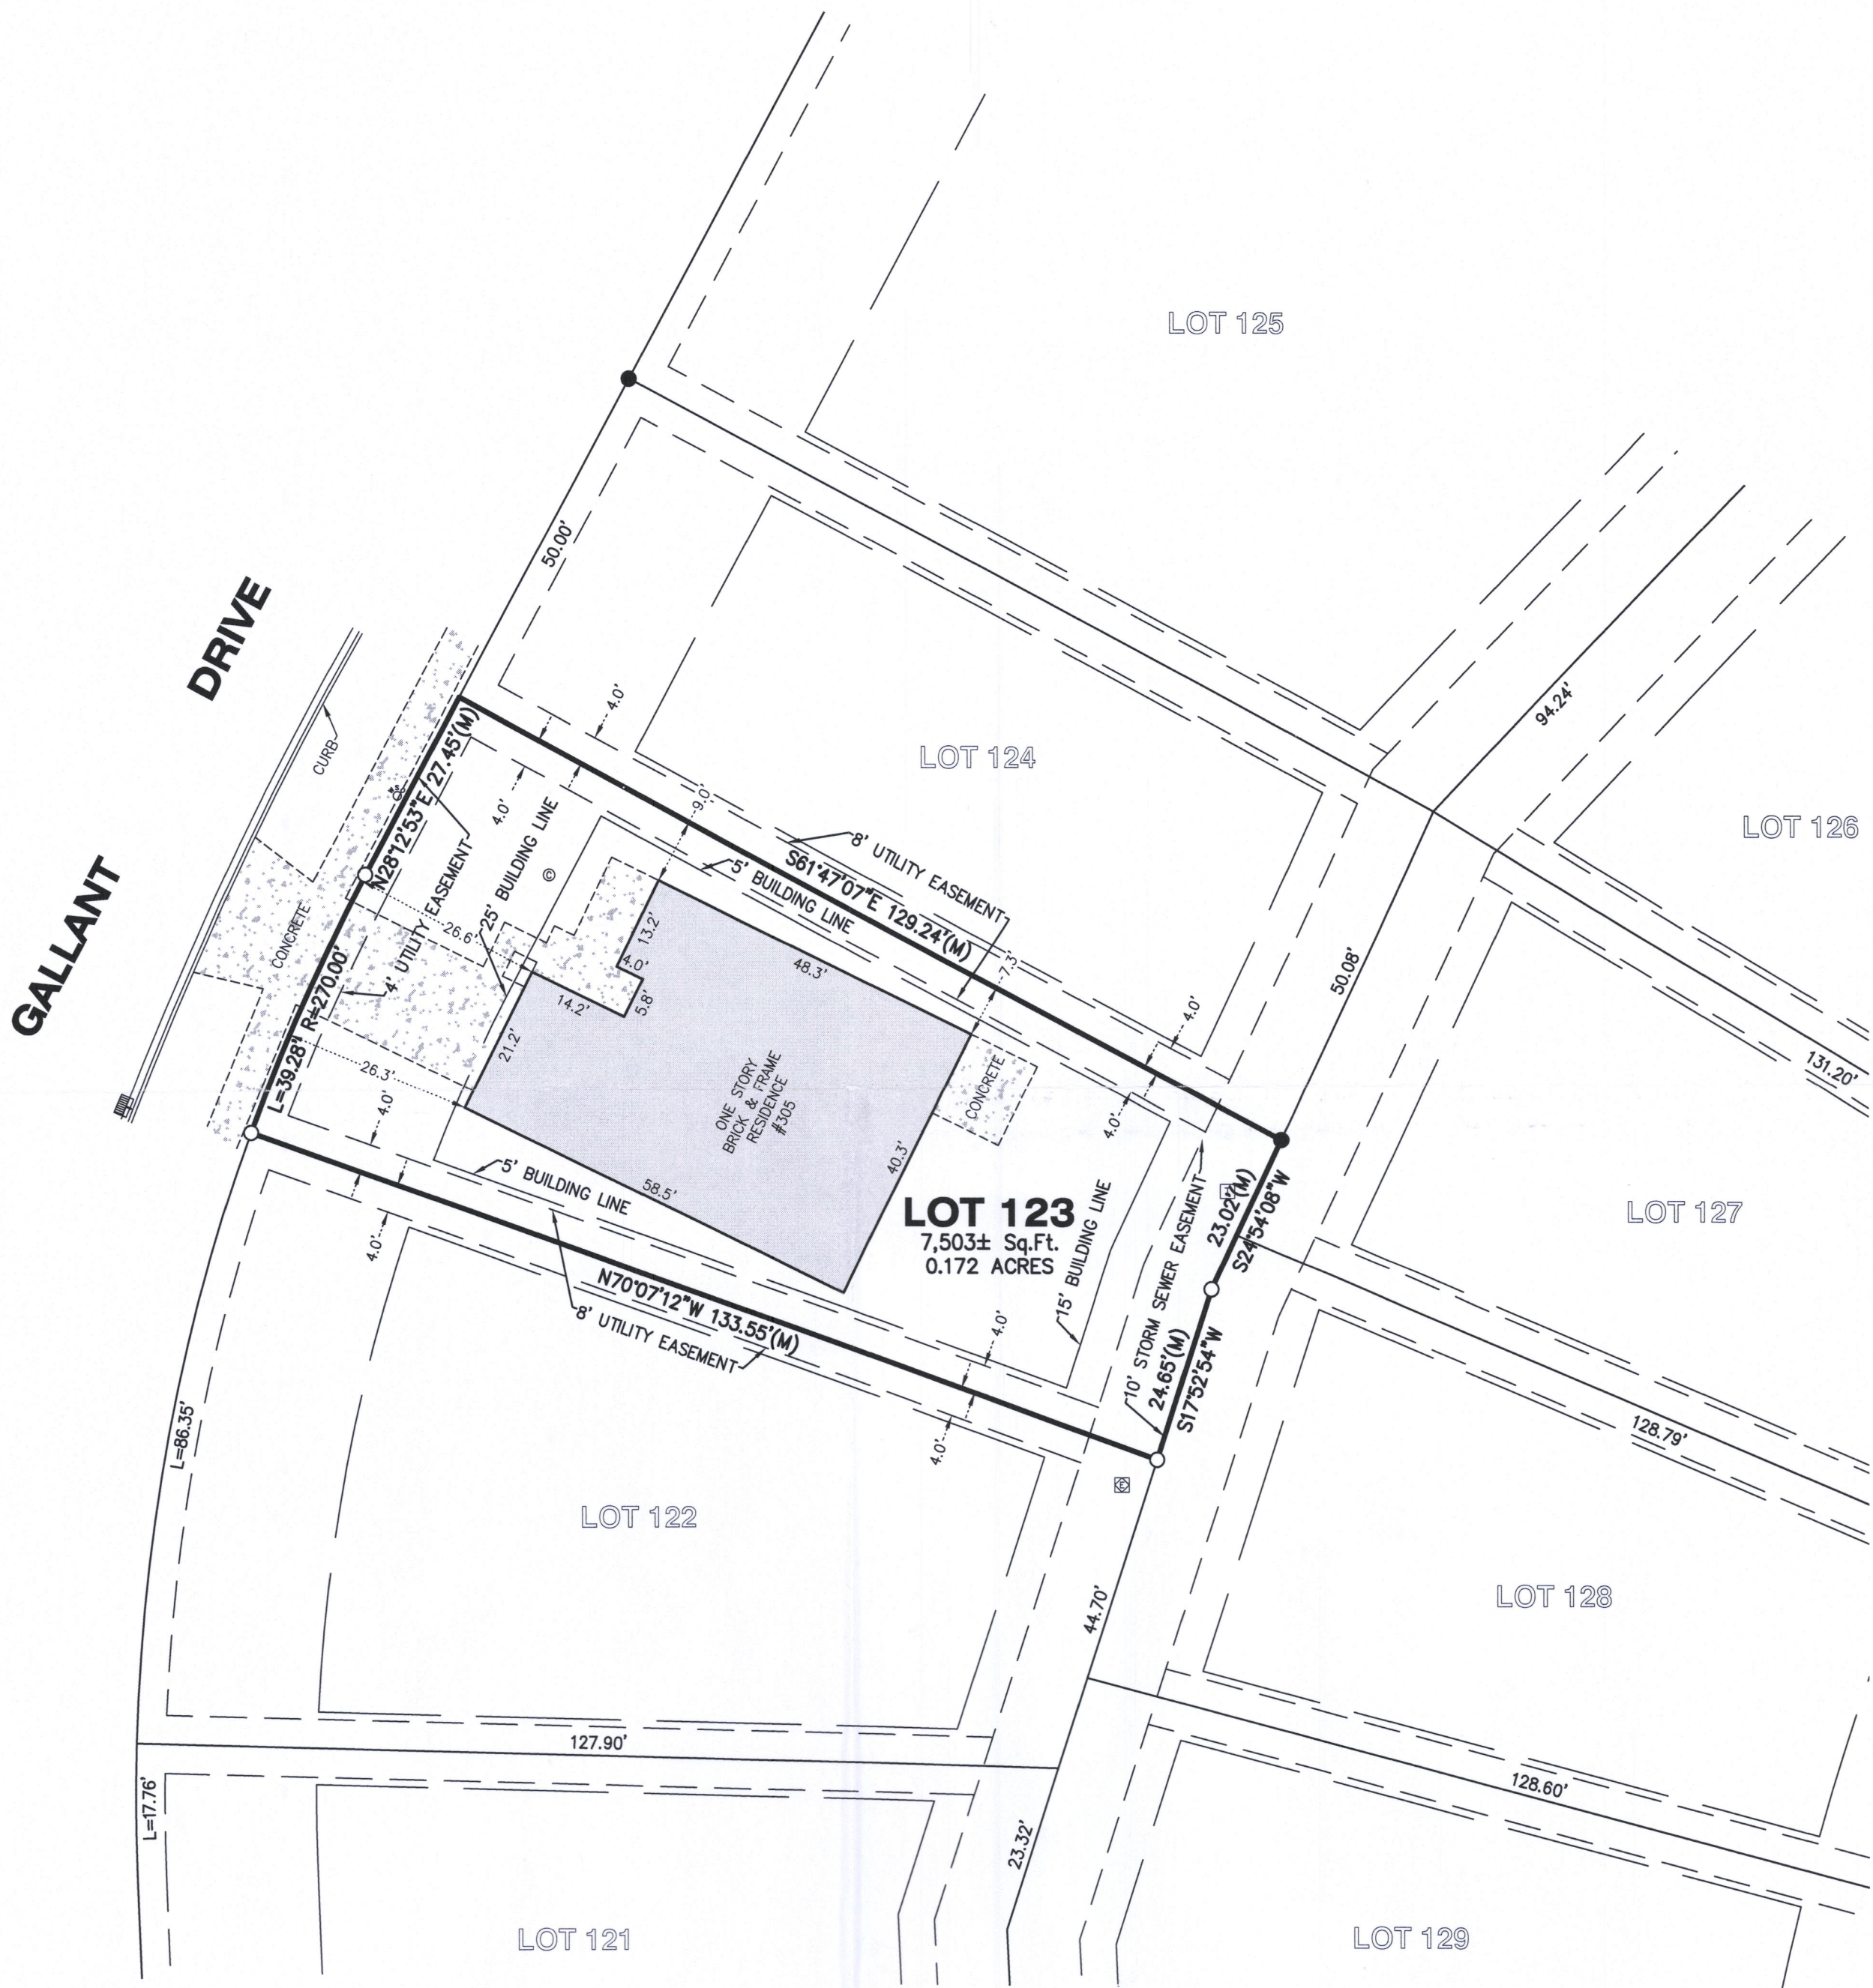 LOT 125
50.00'
DRIVE
GALLANT
CURB
94.24'
LOT 124
LOT 126
4.0'
4.0'
9.0'
N28°12'53"E 27.45'(M)
25' BUILDING LINE
©
8' UTILITY EASEMENT
5' BUILDING LINE
S61°47'07"E 129.24'(M)
4' UTILITY EASEMENT
CONCRETE
26.6'
13.2'
4.0'
5.8'
14.2'
48.3'
7.3'
50.08'
4.0'
L=39.28' R=270.00'
21.2'
26.3'
4.0'
ONE STORY
BRICK & FRAME
RESIDENCE
#305
CONCRETE
4.0'
131.20'
5' BUILDING LINE
58.5'
40.3'
LOT 123
7,503± Sq.Ft.
0.172 ACRES
15' BUILDING LINE
10' STORM SEWER EASEMENT
23.02'(M)
S24°54'08"W
LOT 127
4.0'
N70°07'12"W 133.55'(M)
8' UTILITY EASEMENT
4.0'
24.65'(M)
S17°52'54"W
4.0'
L=86.35'
128.79'
LOT 122
E
LOT 128
44.70'
127.90'
L=17.76'
128.60'
23.32'
LOT 121
LOT 129